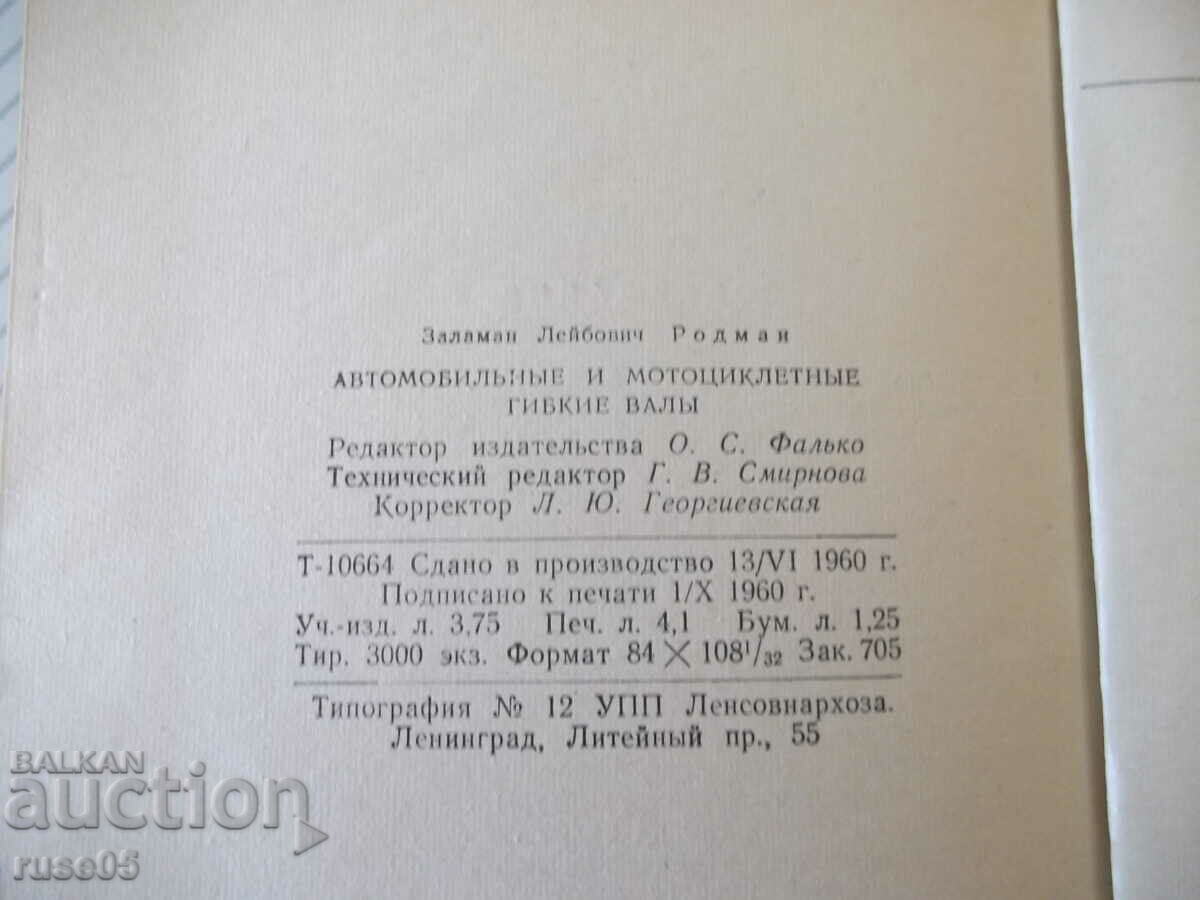 Заламан Лейбович Родман
АВТОМОБИЛЬНЫЕ И МОТОЦИКЛЕТНЫЕ
ГИБКИЕ ВАЛЫ
Редактор издательства О. С. Фалько
Технический редактор Г. В. Смирнова
Корректор Л. Ю. Георгиевская
Т-10664 Сдано в производство 13/VI 1960 г.
Подписано к печати 1/X 1960 г.
Уч.-изд. л. 3,75 Печ. л. 4,1 Бум. л. 1,25
Тир. 3000 экз. Формат 84 × 108¹/₃₂ Зак. 705
Типография № 12 УПП Ленсовнархоза.
Ленинград, Литейный пр., 55
BALKAN
auction
ruse05